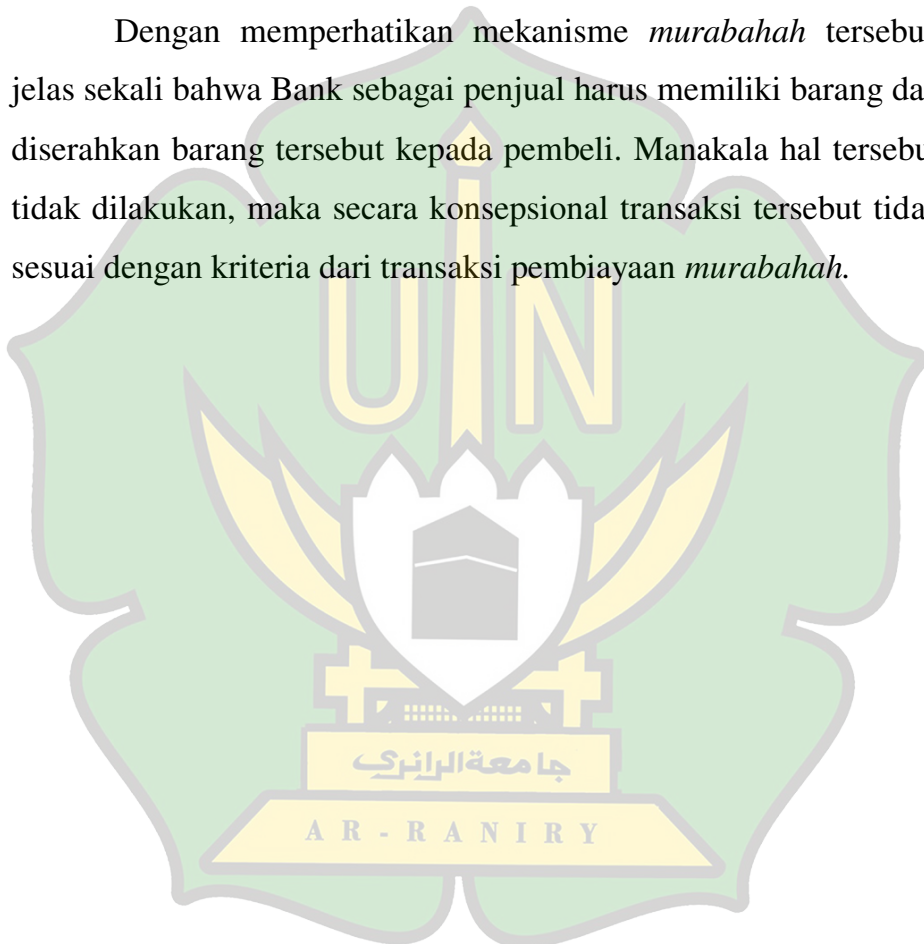 Dengan memperhatikan mekanisme murabahah tersebu
jelas sekali bahwa Bank sebagai penjual harus memiliki barang da
diserahkan barang tersebut kepada pembeli. Manakala hal tersebu
tidak dilakukan, maka secara konsepsional transaksi tersebut tida
sesuai dengan kriteria dari transaksi pembiayaan murabahah.
UIN
جامعة الرانري
AR-RANIRY